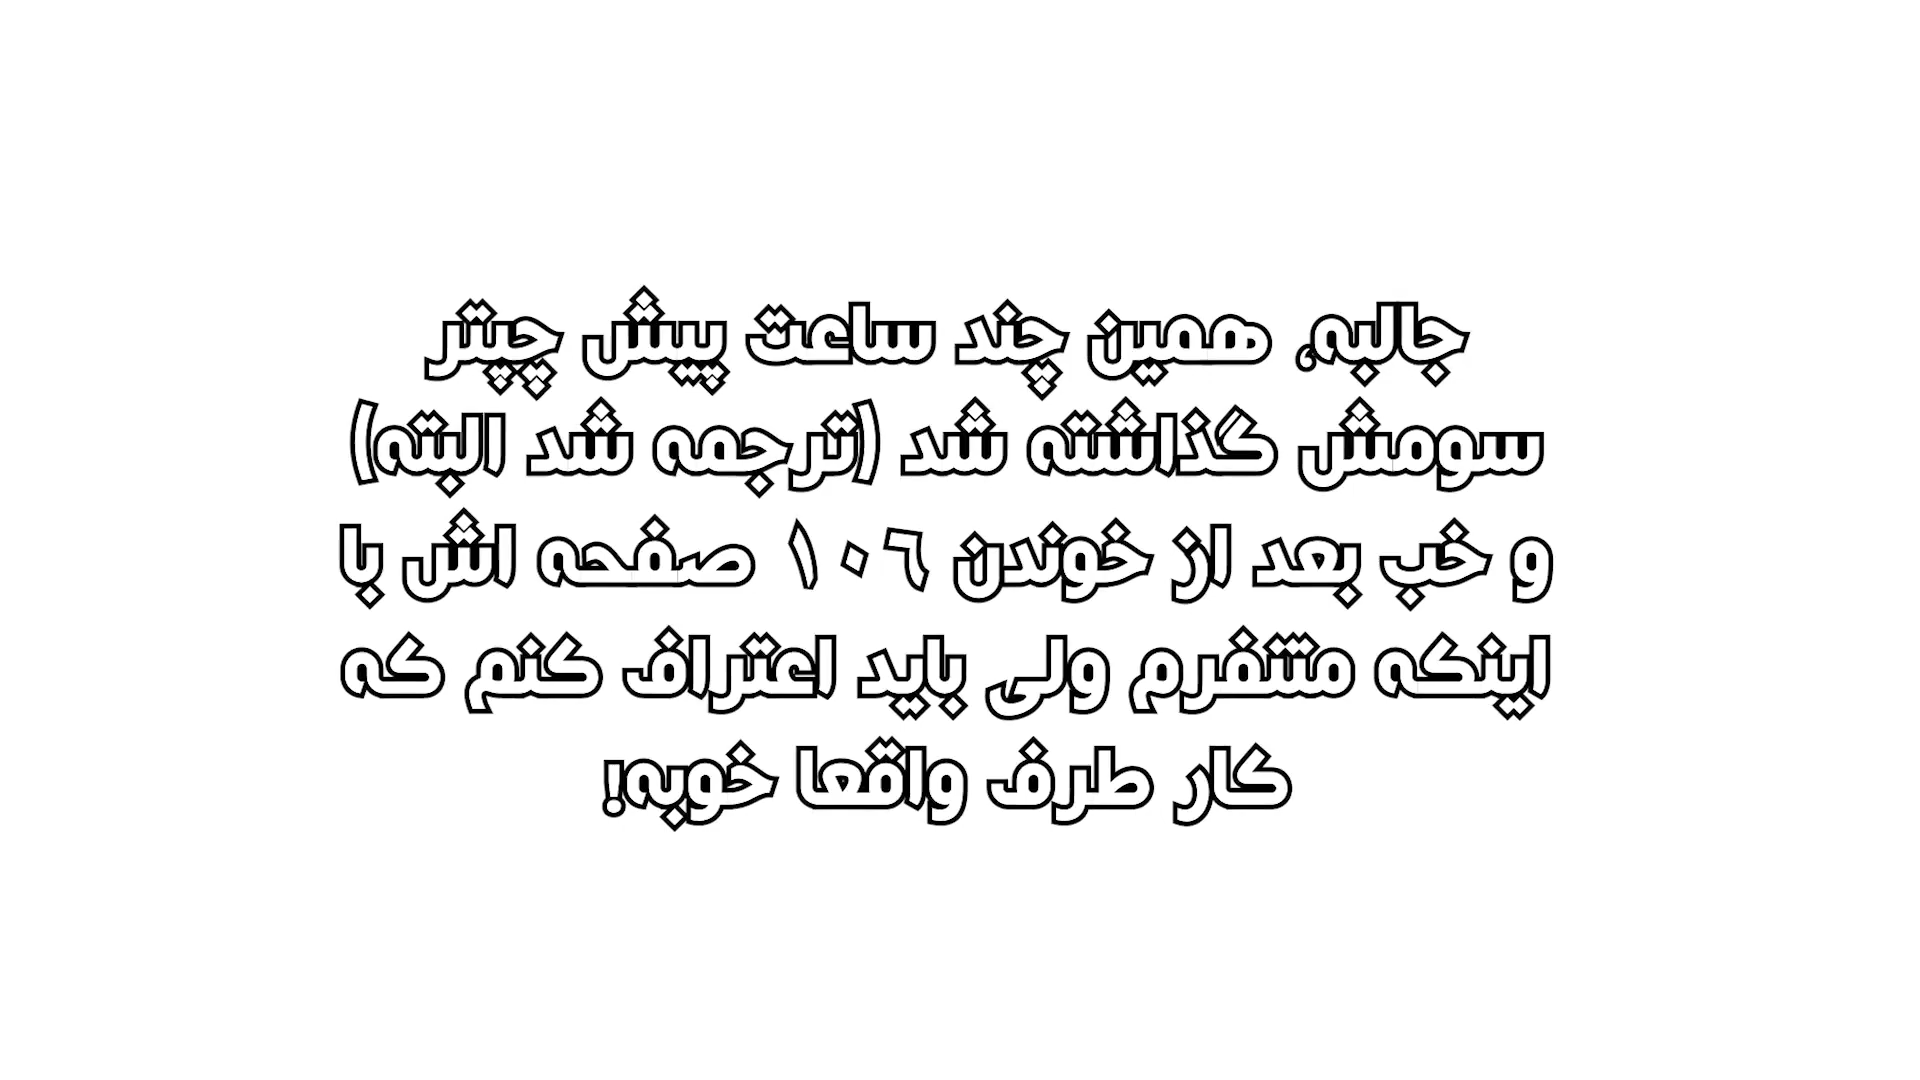 جالبه، همین چند ساعت پیش چپتر
سومش گذاشته شد (ترجمه شد البته)
و خب بعد از خوندن ١٠٦ صفحه اش با
اینکه متنفرم ولی باید اعتراف کنم که
کار طرف واقعا خوبه!